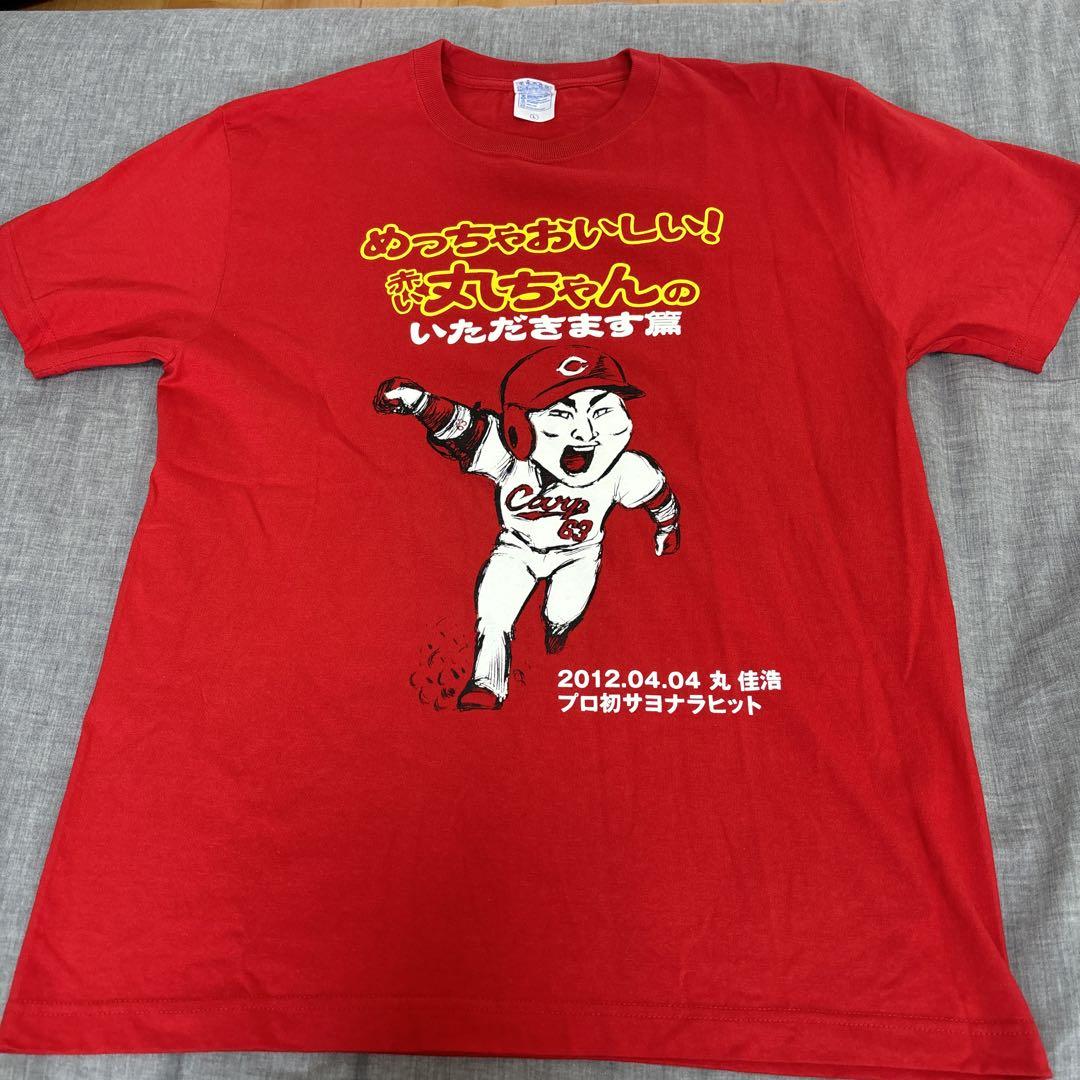 めっちゃおいしい!
赤い丸ちゃんの
いただきます篇
C
Carp
63
2012.04.04 丸 佳浩
プロ初サヨナラヒット